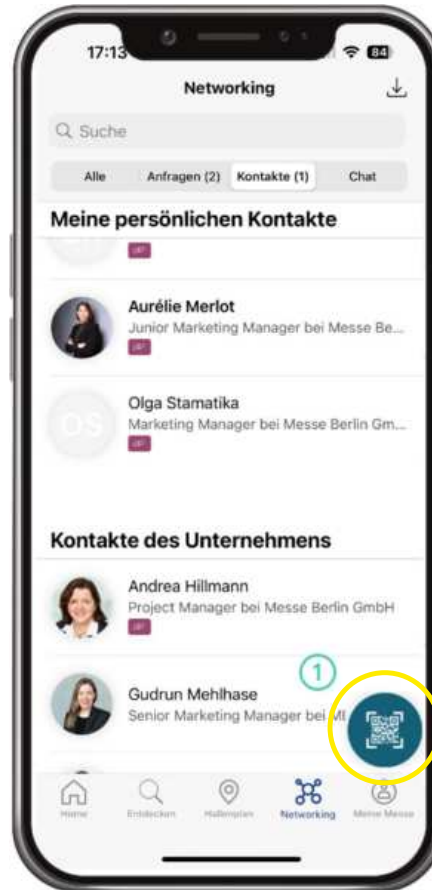 17:13
84
Networking
Suche
Alle
Anfragen (2)
Kontakte (1)
Chat
Meine persönlichen Kontakte
Aurélie Merlot
Junior Marketing Manager bei Messe Be...
OS
Olga Stamatika
Marketing Manager bei Messe Berlin Gm...
Kontakte des Unternehmens
Andrea Hillmann
Project Manager bei Messe Berlin GmbH
1
Gudrun Mehlhase
Senior Marketing Manager bei
Home
Entdecken
Hallenplan
Networking
Meine Messe